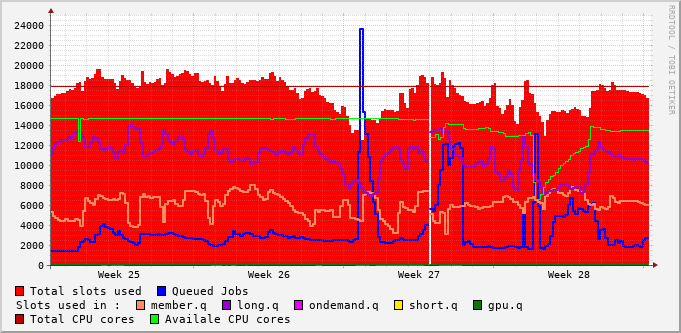 24000
22000
20000
18000
16000
14000
12000
10000
8000
6000
4000
2000
0
Week 25 Week 26 Week 27 Week 28
Total slots used Queued Jobs
Slots used in : member.q long.q ondemand.q short.q gpu.q
Total CPU cores Availale CPU cores
RRDTOOL / TOBI OETIKER